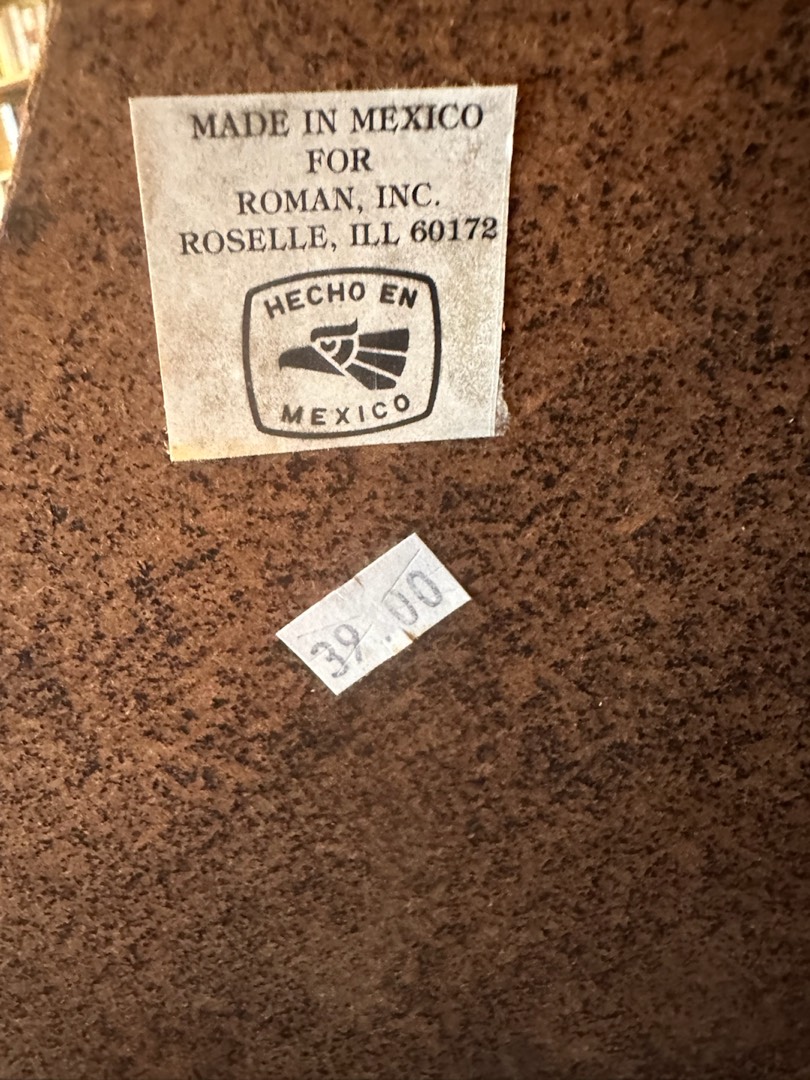 MADE IN MEXICO
FOR
ROMAN, INC.
ROSELLE, ILL 60172
HECHO EN
MEXICO
39.00